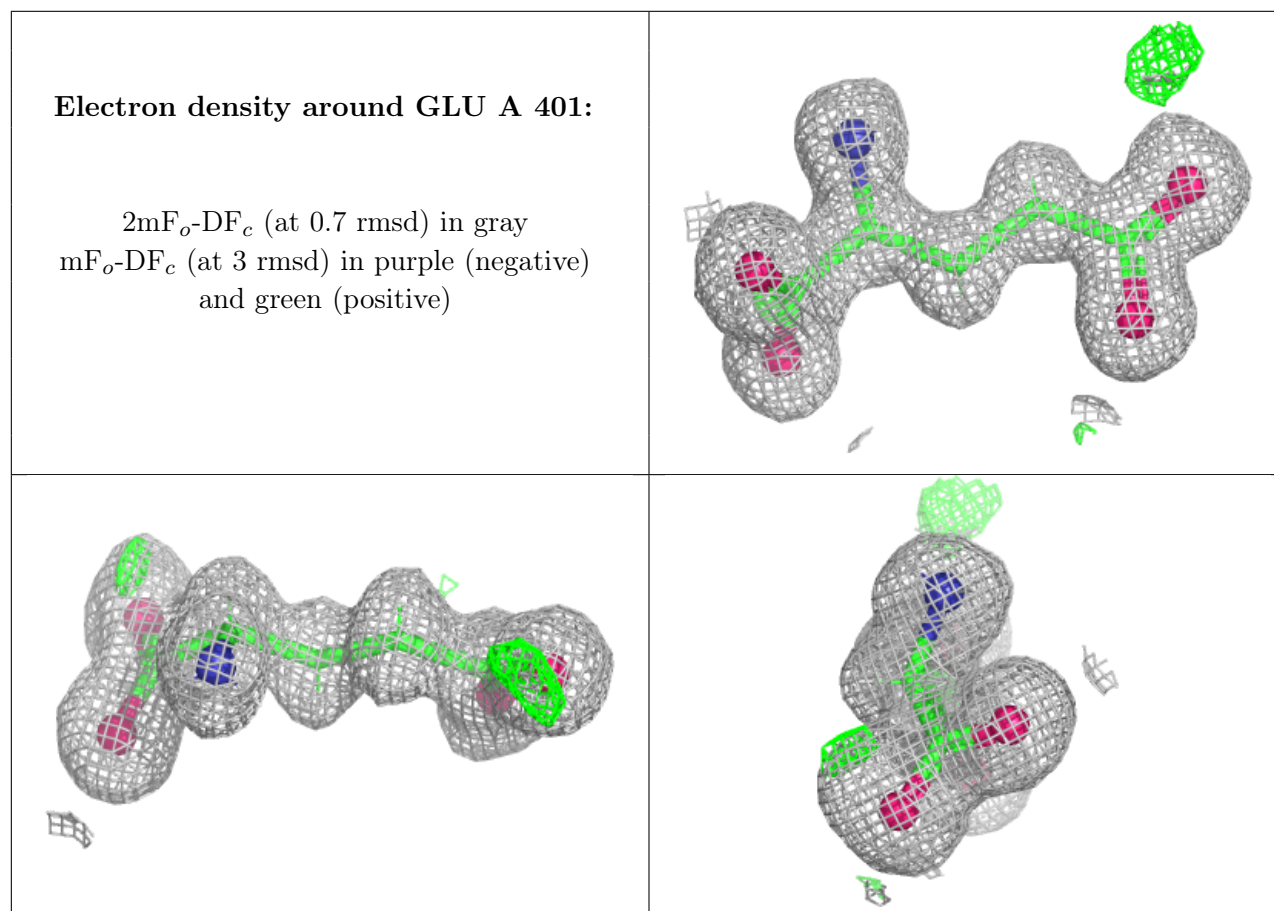 Electron density around GLU A 401:
2mFo-DFc (at 0.7 rmsd) in gray
mFo-DFc (at 3 rmsd) in purple (negative)
and green (positive)